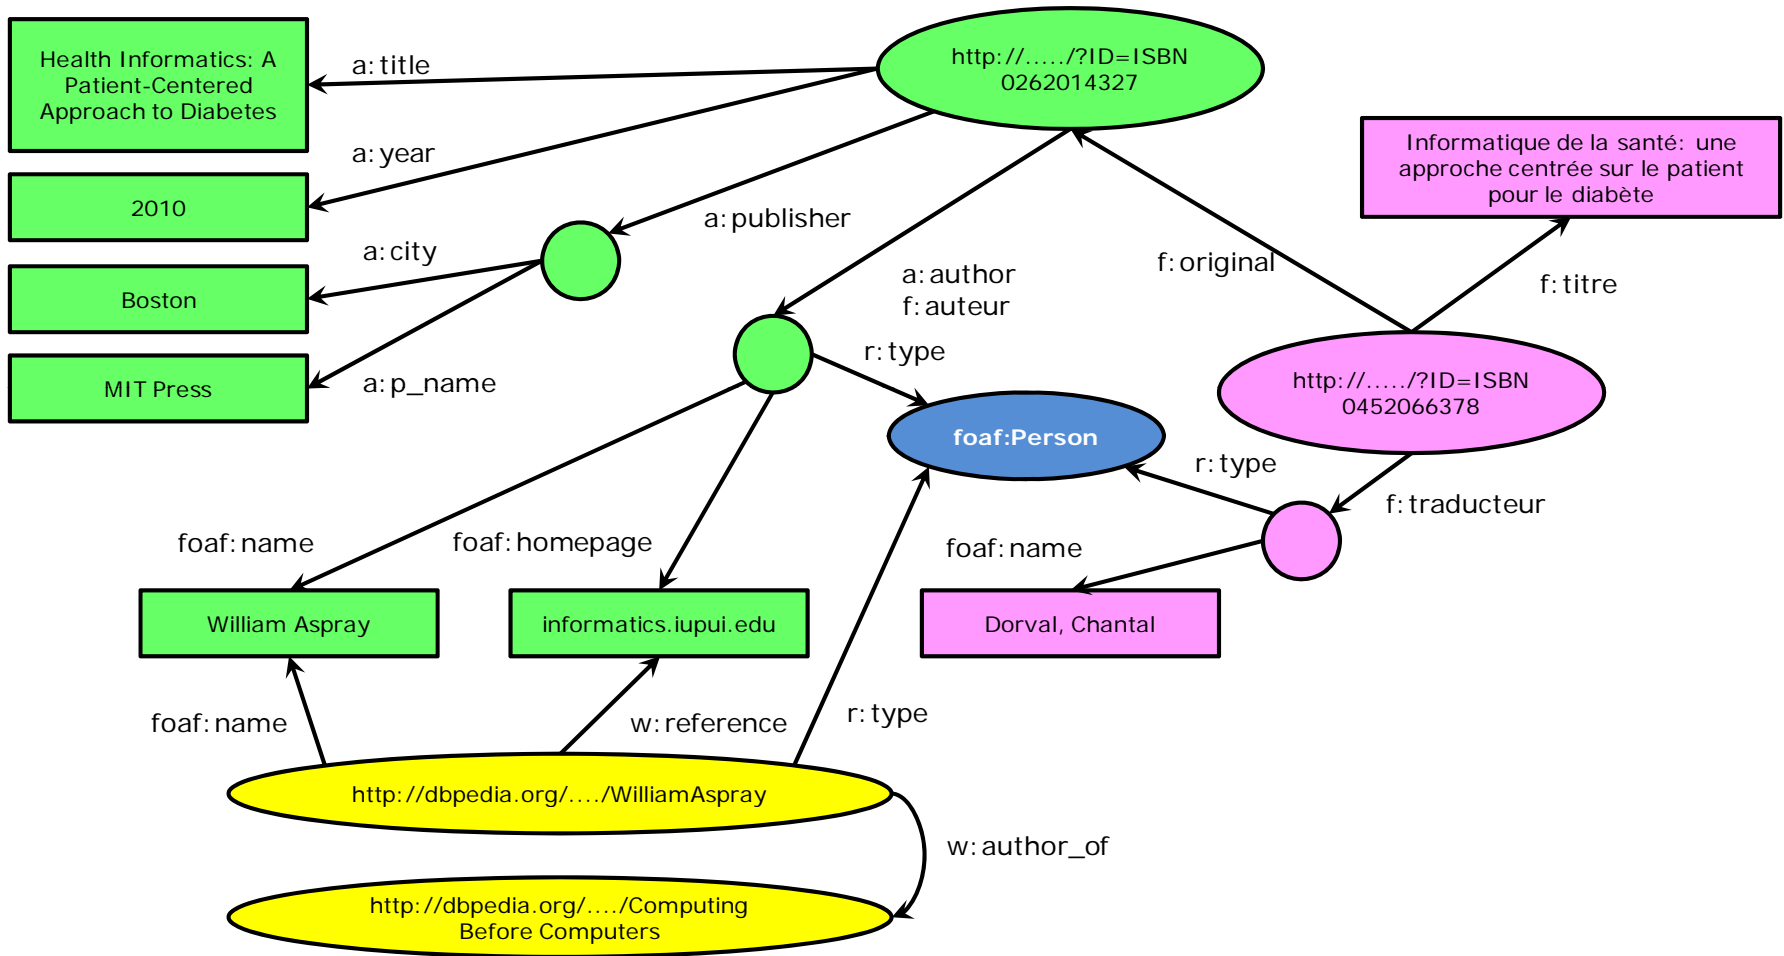 Health Informatics: A
Patient-Centered
Approach to Diabetes
a:title
http://...../?ID=ISBN
0262014327
Informatique de la santé: une
approche centrée sur le patient
pour le diabète
a:year
2010
a:publisher
a:city
Boston
a:author
f:auteur
f:original
f:titre
r:type
MIT Press
a:p_name
http://...../?ID=ISBN
0452066378
foaf:Person
r:type
f:traducteur
foaf:name
foaf:homepage
foaf:name
William Aspray
informatics.iupui.edu
Dorval, Chantal
foaf:name
w:reference
r:type
http://dbpedia.org/..../WilliamAspray
w:author_of
http://dbpedia.org/..../Computing
Before Computers